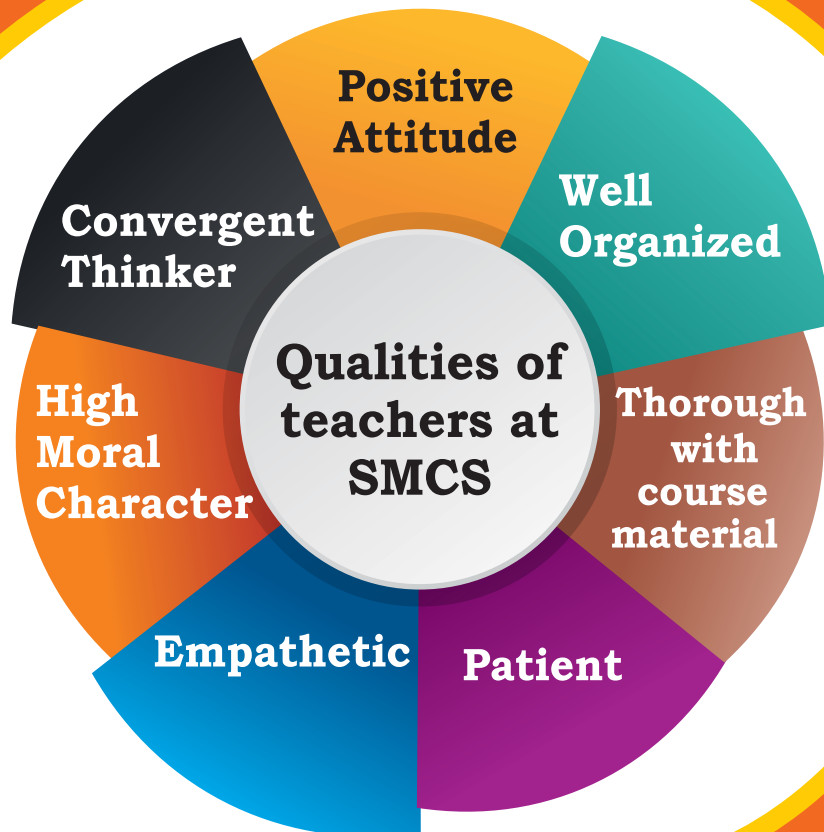 Positive
Attitude
Well
Organized
Thorough
with
course
material
Patient
Empathetic
High
Moral
Character
Convergent
Thinker
Qualities of
teachers at
SMCS